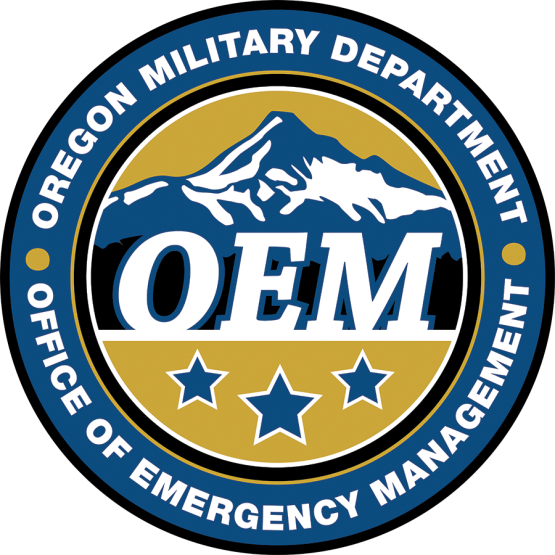 OREGON MILITARY DEPARTMENT
OEM
OFFICE OF EMERGENCY MANAGEMENT